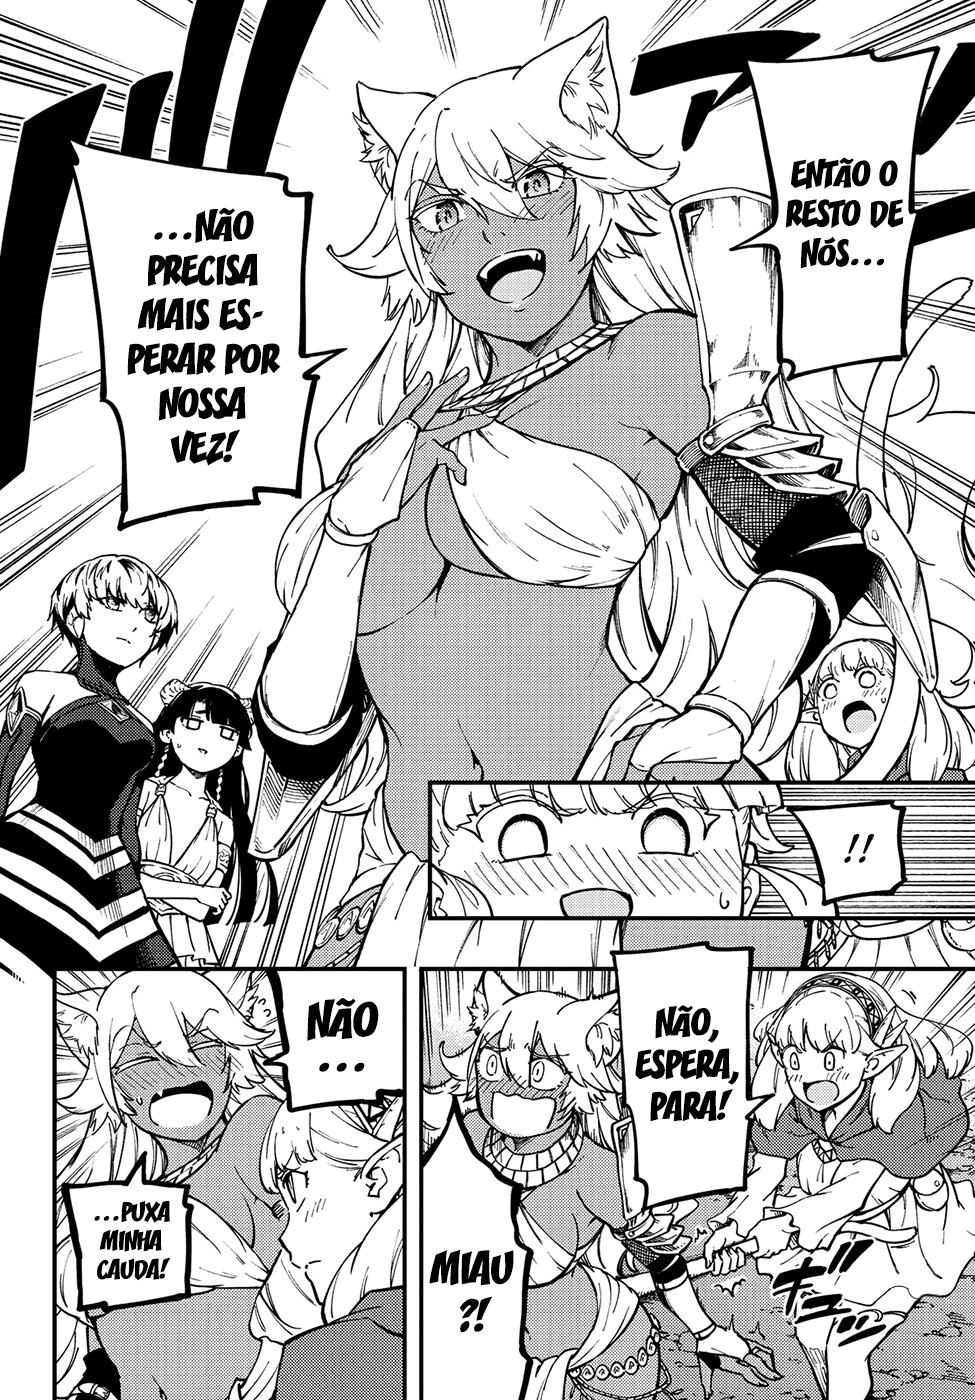 ENTÃO O
RESTO DE
NÓS...
...NÃO
PRECISA
MAIS ES-
PERAR POR
NOSSA
VEZ!
!!
NÃO,
ESPERA,
PARA!
MIAU
?!
NÃO
...
...PUXA
MINHA
CAUDA!